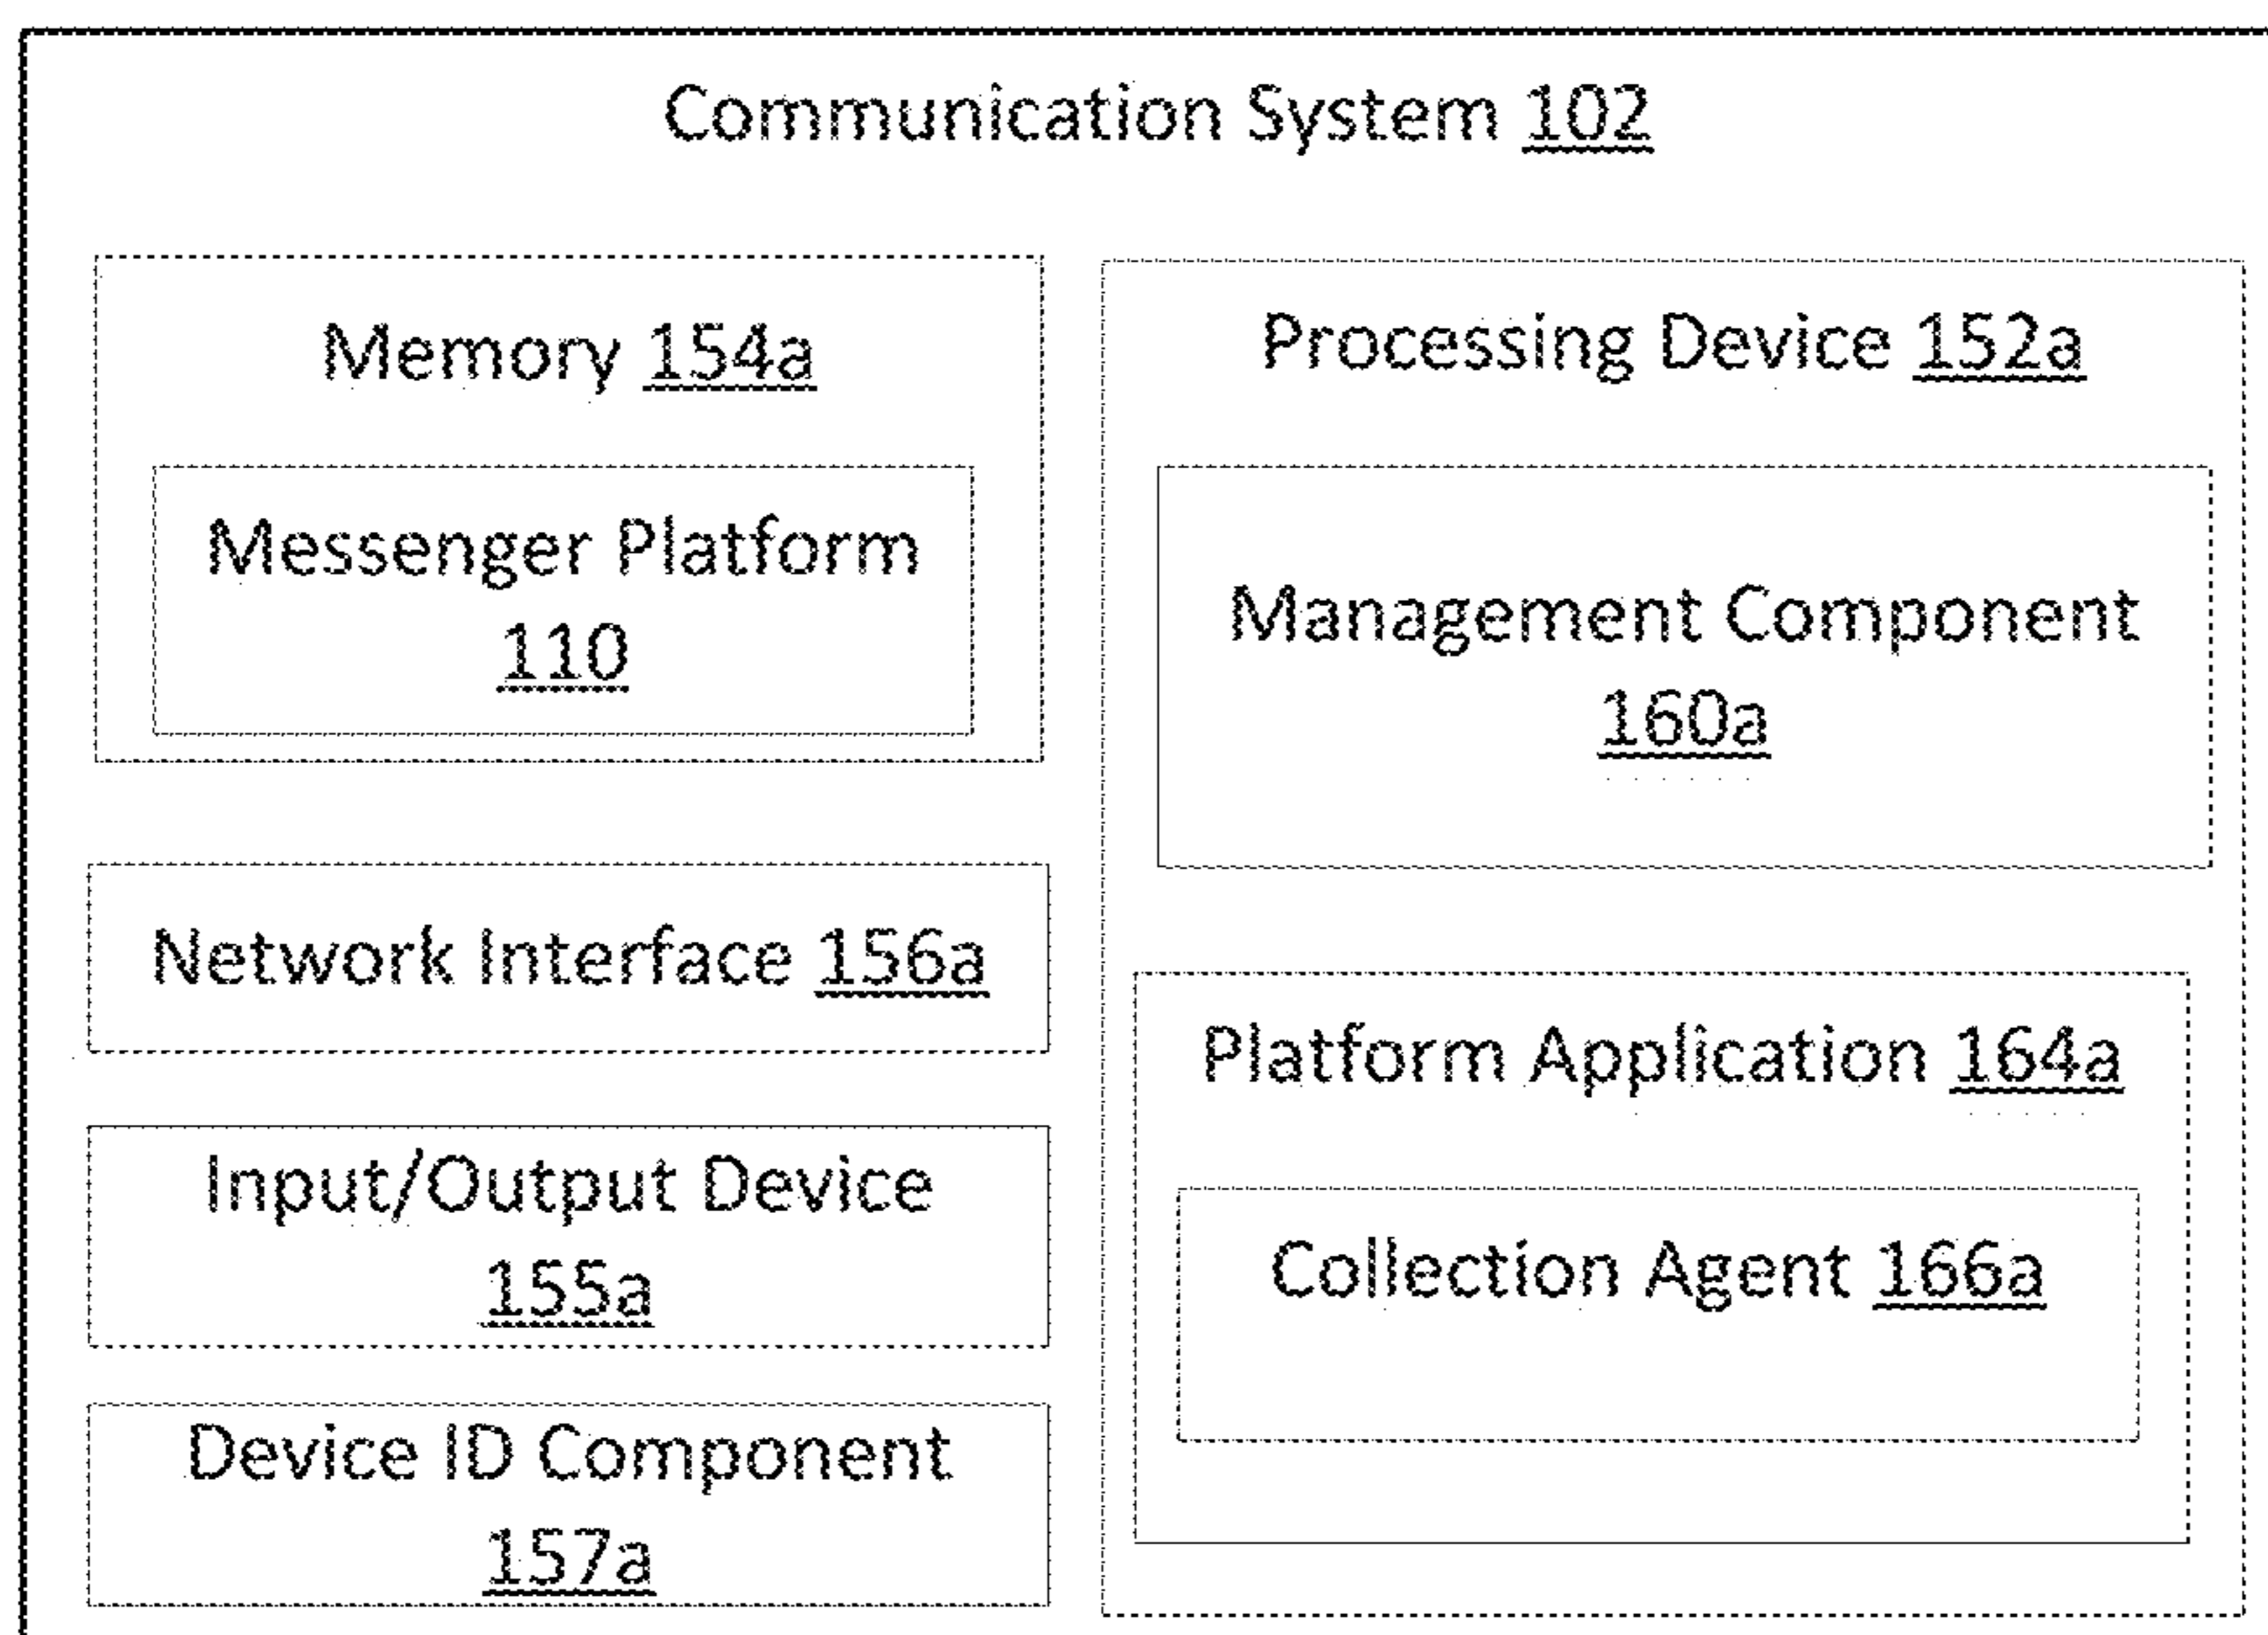 Communication System 102
Memory 154a
Messenger Platform
110
Network Interface 156a
Input/Output Device
155a
Device ID Component
157a
Processing Device 152a
Management Component
160a
Platform Application 164a
Collection Agent 166a